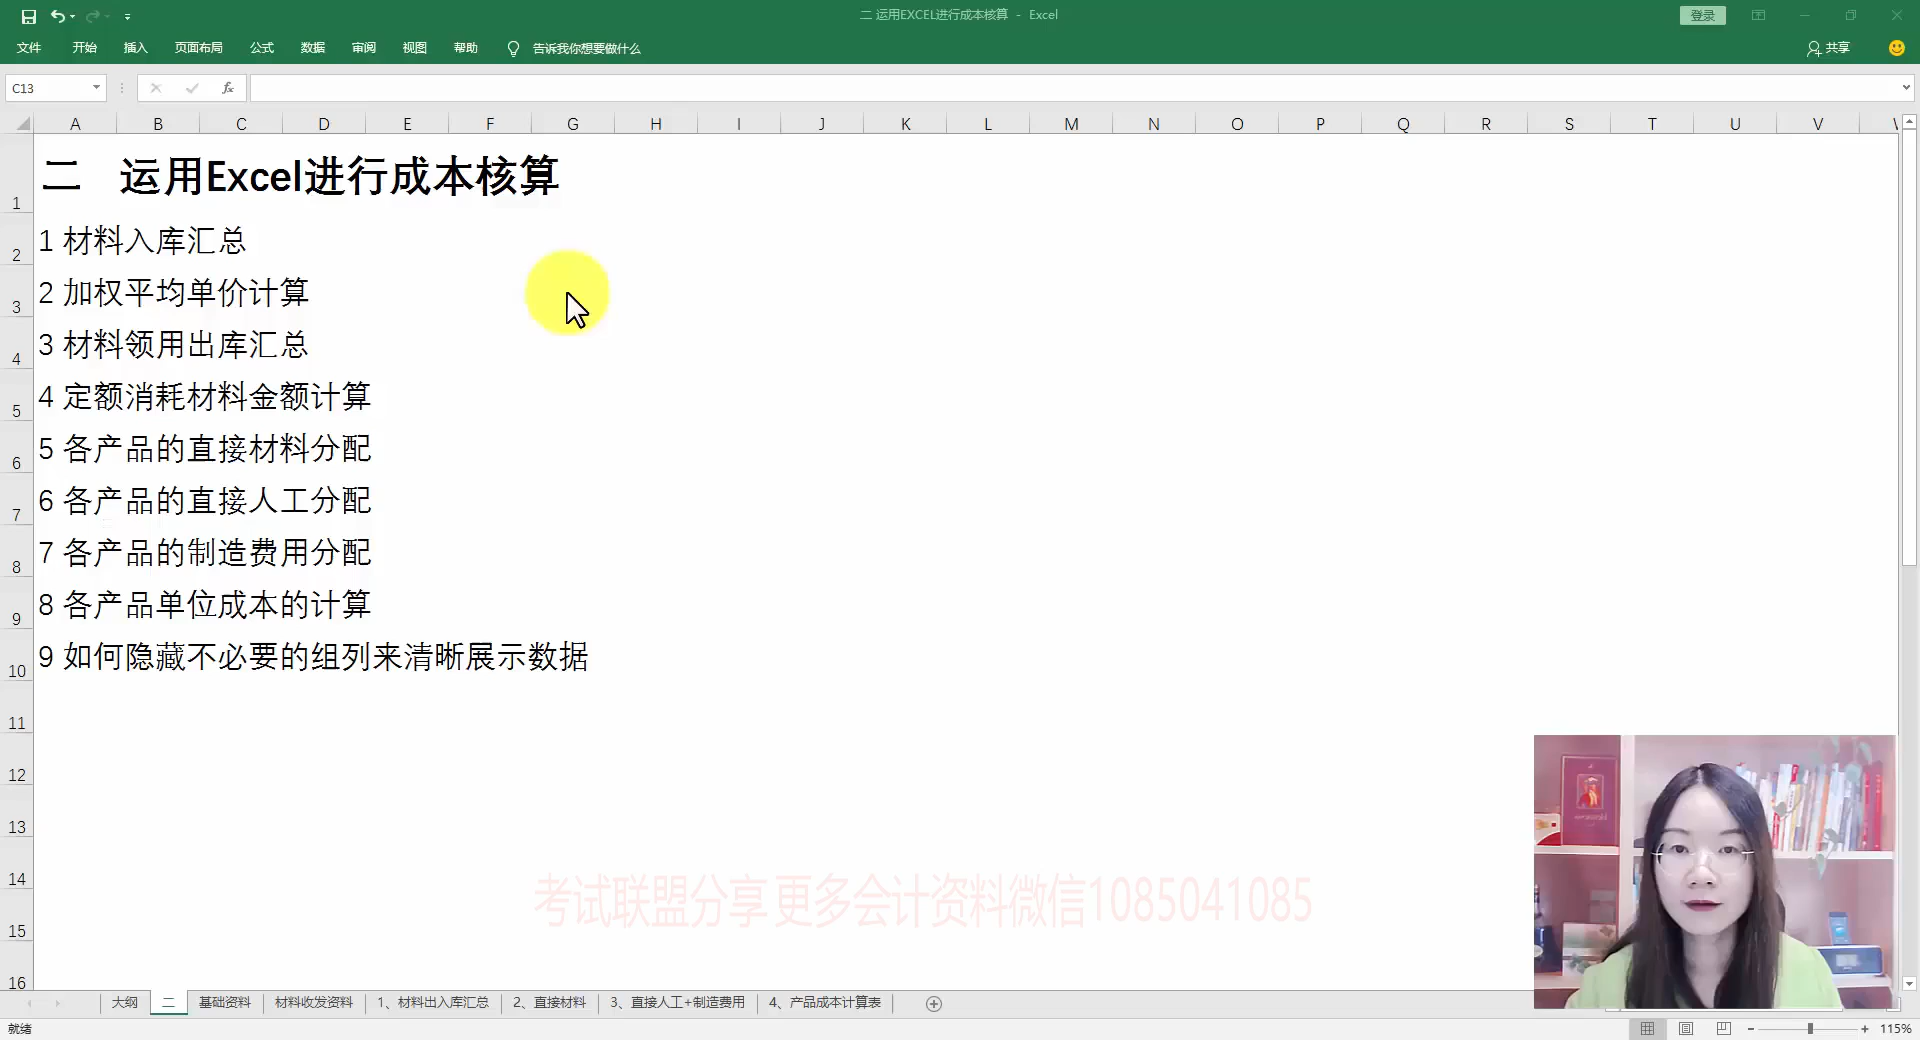 二 运用EXCEL进行成本核算 - Excel
登录
文件 开始 插入 页面布局 公式 数据 审阅 视图 帮助 告诉我你想要做什么
共享
C13
fx
A B C D E F G H I J K L M N O P Q R S T U V
1 二 运用Excel进行成本核算
2 1 材料入库汇总
3 2 加权平均单价计算
4 3 材料领用出库汇总
5 4 定额消耗材料金额计算
6 5 各产品的直接材料分配
7 6 各产品的直接人工分配
8 7 各产品的制造费用分配
9 8 各产品单位成本的计算
10 9 如何隐藏不必要的组列来清晰展示数据
11
12
13
14
考试联盟分享 更多会计资料微信1085041085
15
16
大纲 二 基础资料 材料收发资料 1、材料出入库汇总 2、直接材料 3、直接人工+制造费用 4、产品成本计算表
就绪
115%